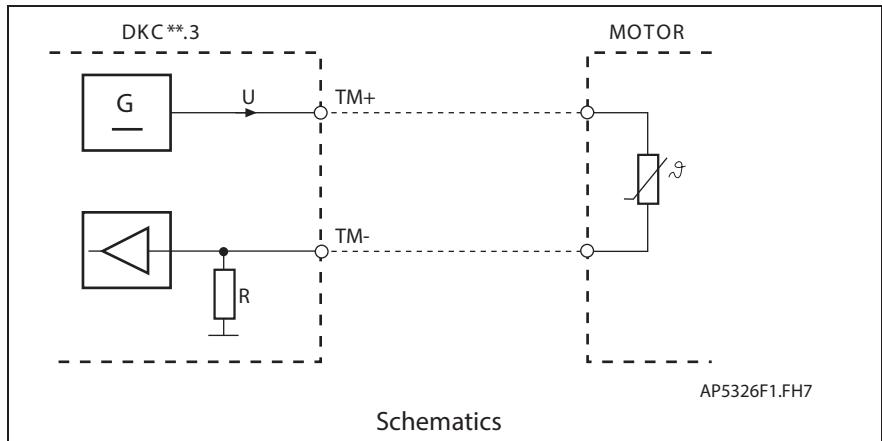 DKC**.3
MOTOR
G
U
TM+
ϑ
TM-
R
AP5326F1.FH7
Schematics